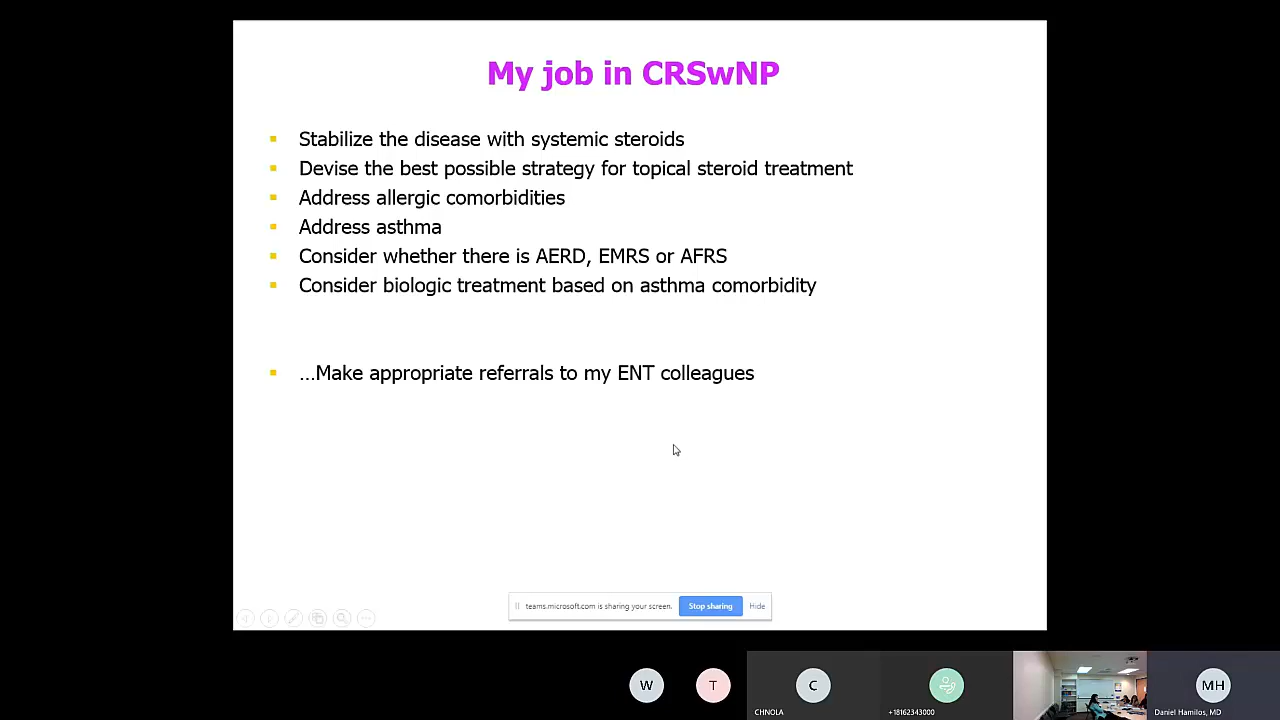 My job in CRSwNP
Stabilize the disease with systemic steroids
Devise the best possible strategy for topical steroid treatment
Address allergic comorbidities
Address asthma
Consider whether there is AERD, EMRS or AFRS
Consider biologic treatment based on asthma comorbidity
...Make appropriate referrals to my ENT colleagues
teams.microsoft.com is sharing your screen. Stop sharing Hide
W T C MH
CHNOLA +18162343000 Daniel Hamilos, MD